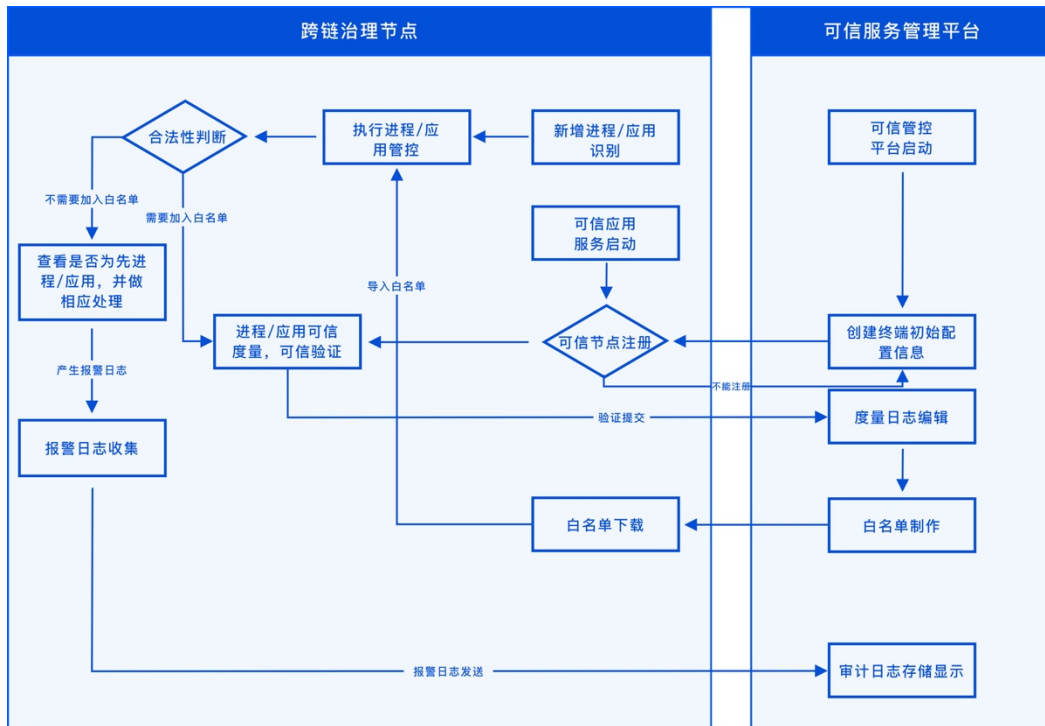 跨链治理节点
可信服务管理平台
合法性判断
执行进程/应
用管控
新增进程/应用
识别
可信管控
平台启动
不需要加入白名单
需要加入白名单
可信应用
服务启动
查看是否为先进
程/应用，并做
相应处理
导入白名单
进程/应用可信
度量，可信验证
可信节点注册
创建终端初始配
置信息
产生报警日志
不能注册
验证提交
度量日志编辑
报警日志收集
白名单下载
白名单制作
报警日志发送
审计日志存储显示